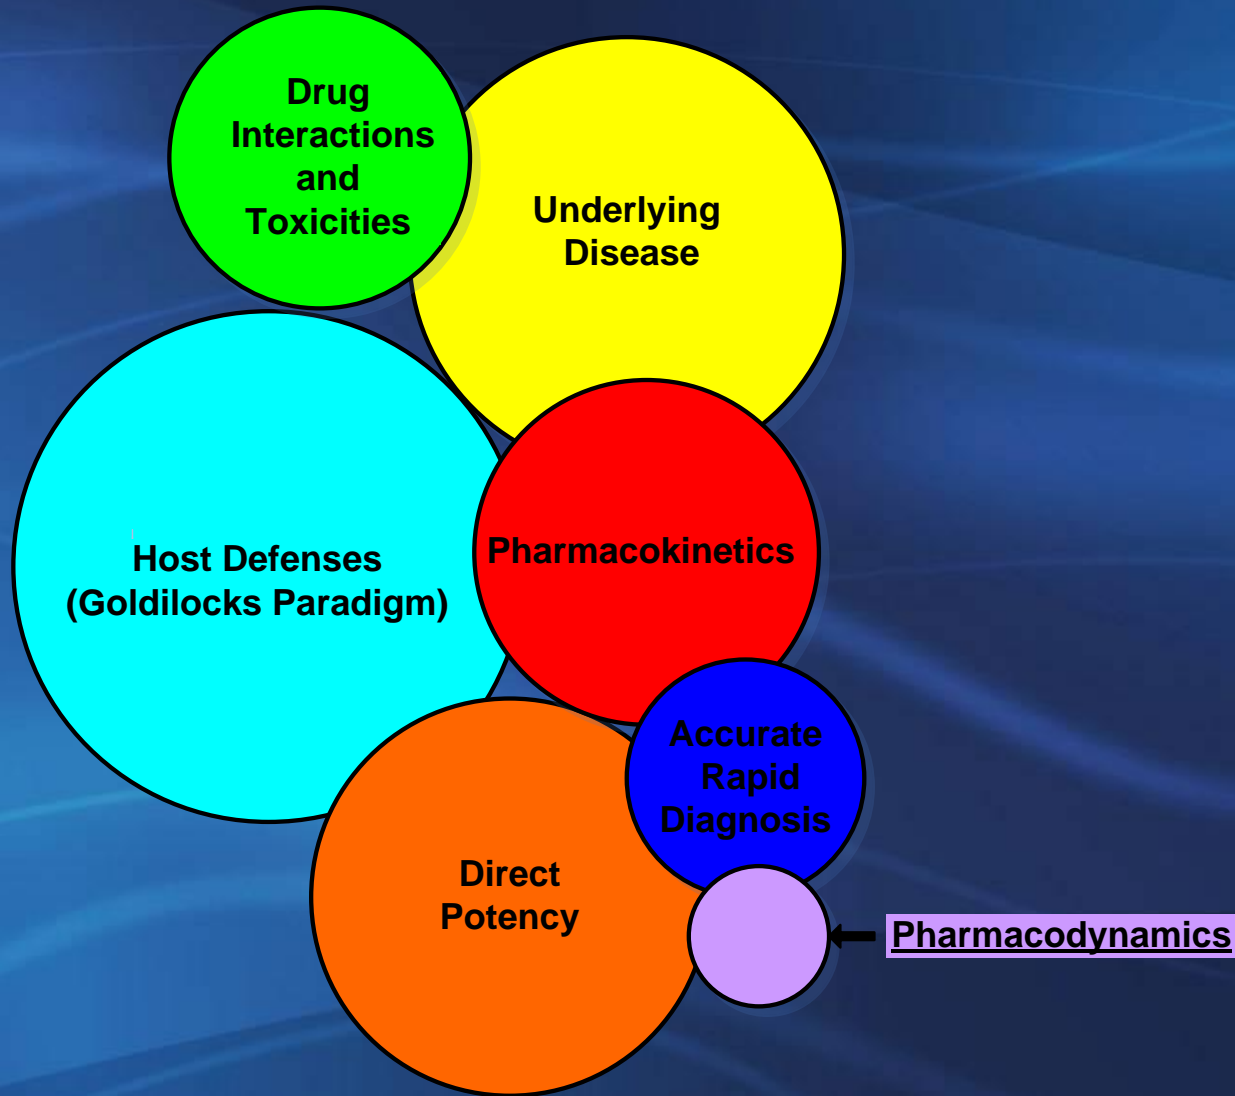 Drug
Interactions
and
Toxicities
Underlying
Disease
Host Defenses
(Goldilocks Paradigm)
Pharmacokinetics
Accurate
Rapid
Diagnosis
Direct
Potency
Pharmacodynamics